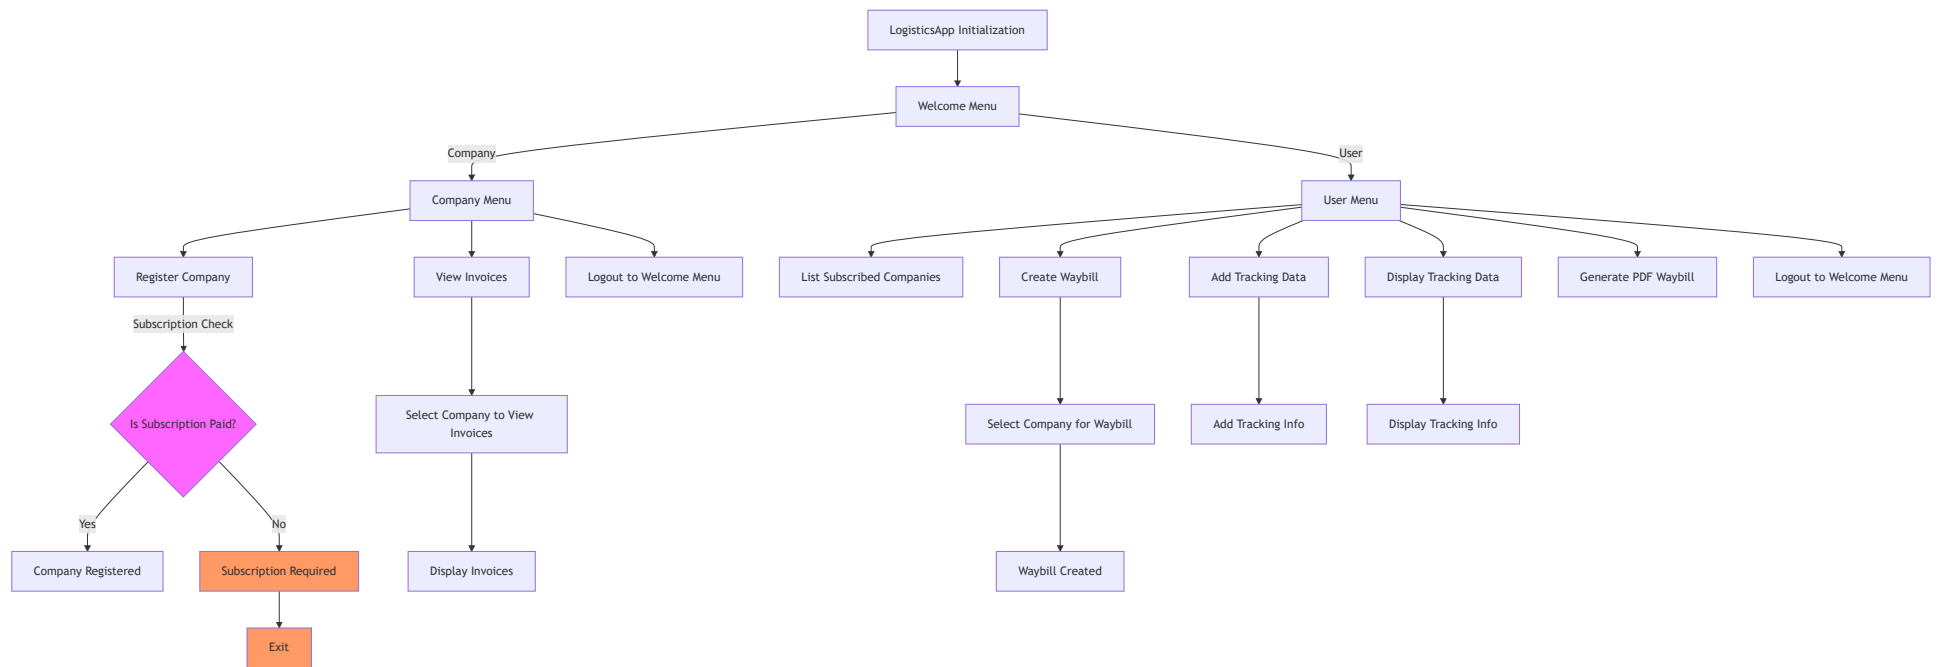 LogisticsApp Initialization
Welcome Menu
Company
User
Company Menu
User Menu
Register Company
View Invoices
Logout to Welcome Menu
List Subscribed Companies
Create Waybill
Add Tracking Data
Display Tracking Data
Generate PDF Waybill
Logout to Welcome Menu
Subscription Check
Is Subscription Paid?
Select Company to View
Invoices
Select Company for Waybill
Add Tracking Info
Display Tracking Info
Yes
No
Company Registered
Subscription Required
Display Invoices
Waybill Created
Exit